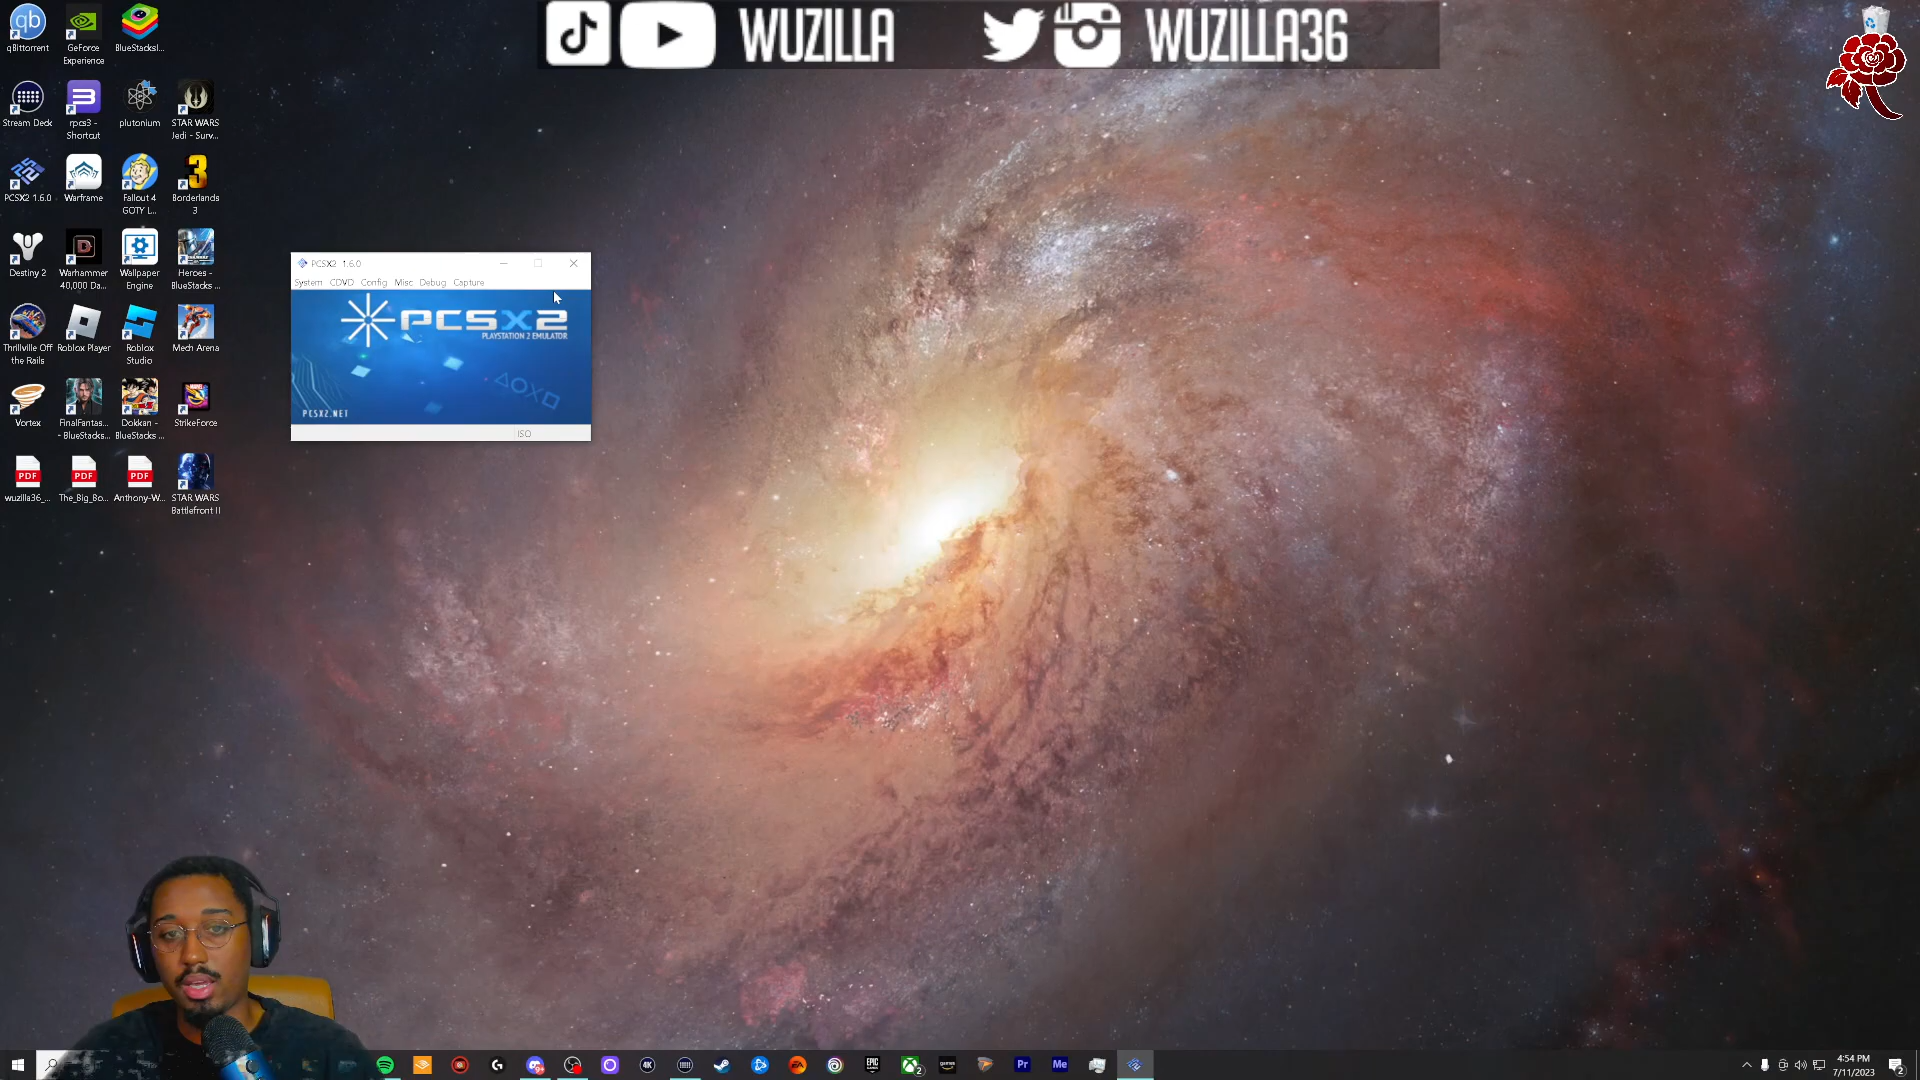 WUZILLA
WUZILLA36
qBittorrent
GeForce
Experience
BlueStacksI...
Stream Deck
rpcs3 -
Shortcut
plutonium
STAR WARS
Jedi - Surv...
PCSX2 1.6.0
Warframe
Fallout 4
GOTY L...
Borderlands
3
Destiny 2
Warhammer
40,000 Da...
Wallpaper
Engine
Heroes -
BlueStacks ...
Thrillville Off
the Rails
Roblox Player
Roblox
Studio
Mech Arena
Vortex
FinalFantas...
- BlueStacks...
Dokkan -
BlueStacks ...
StrikeForce
PDF
wuzilla36_...
PDF
The_Big_Bo...
PDF
Anthony-W...
STAR WARS
Battlefront II
PCSX2 1.6.0
System CDVD Config Misc Debug Capture
PCSX2
PLAYSTATION 2 EMULATOR
PCSX2.NET
ISO
4:54 PM
7/11/2023